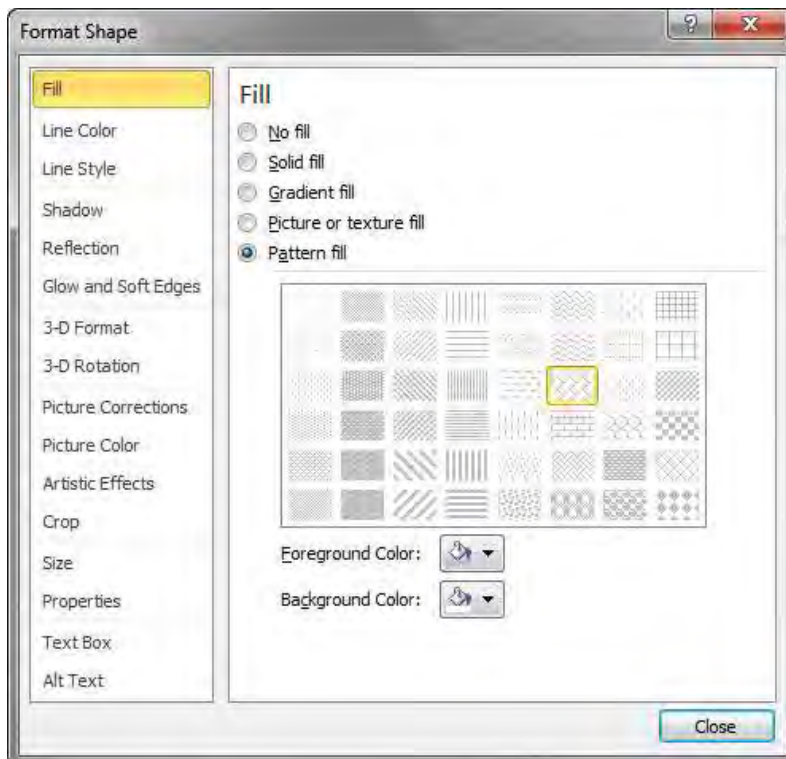 Format Shape
?
Fill
Line Color
Line Style
Shadow
Reflection
Glow and Soft Edges
3-D Format
3-D Rotation
Picture Corrections
Picture Color
Artistic Effects
Crop
Size
Properties
Text Box
Alt Text
Fill
No fill
Solid fill
Gradient fill
Picture or texture fill
Pattern fill
Foreground Color:
Background Color:
Close